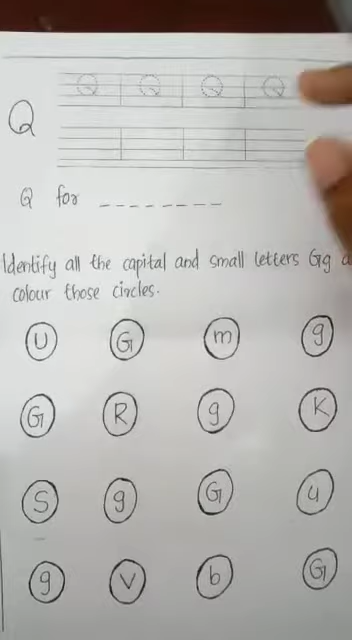 Q Q Q Q
Q
Q for _ _ _ _ _ _ _ _
Identify all the capital and small letters Gg a
colour those circles.
U G m g
G R g K
S g G u
g V b G